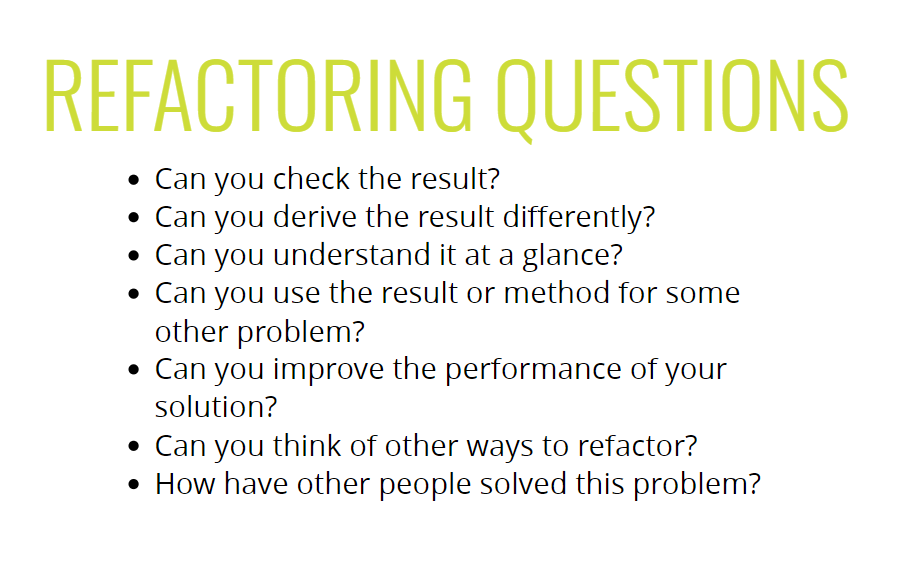 REFACTORING QUESTIONS
• Can you check the result?
• Can you derive the result differently?
• Can you understand it at a glance?
• Can you use the result or method for some
other problem?
• Can you improve the performance of your
solution?
• Can you think of other ways to refactor?
• How have other people solved this problem?